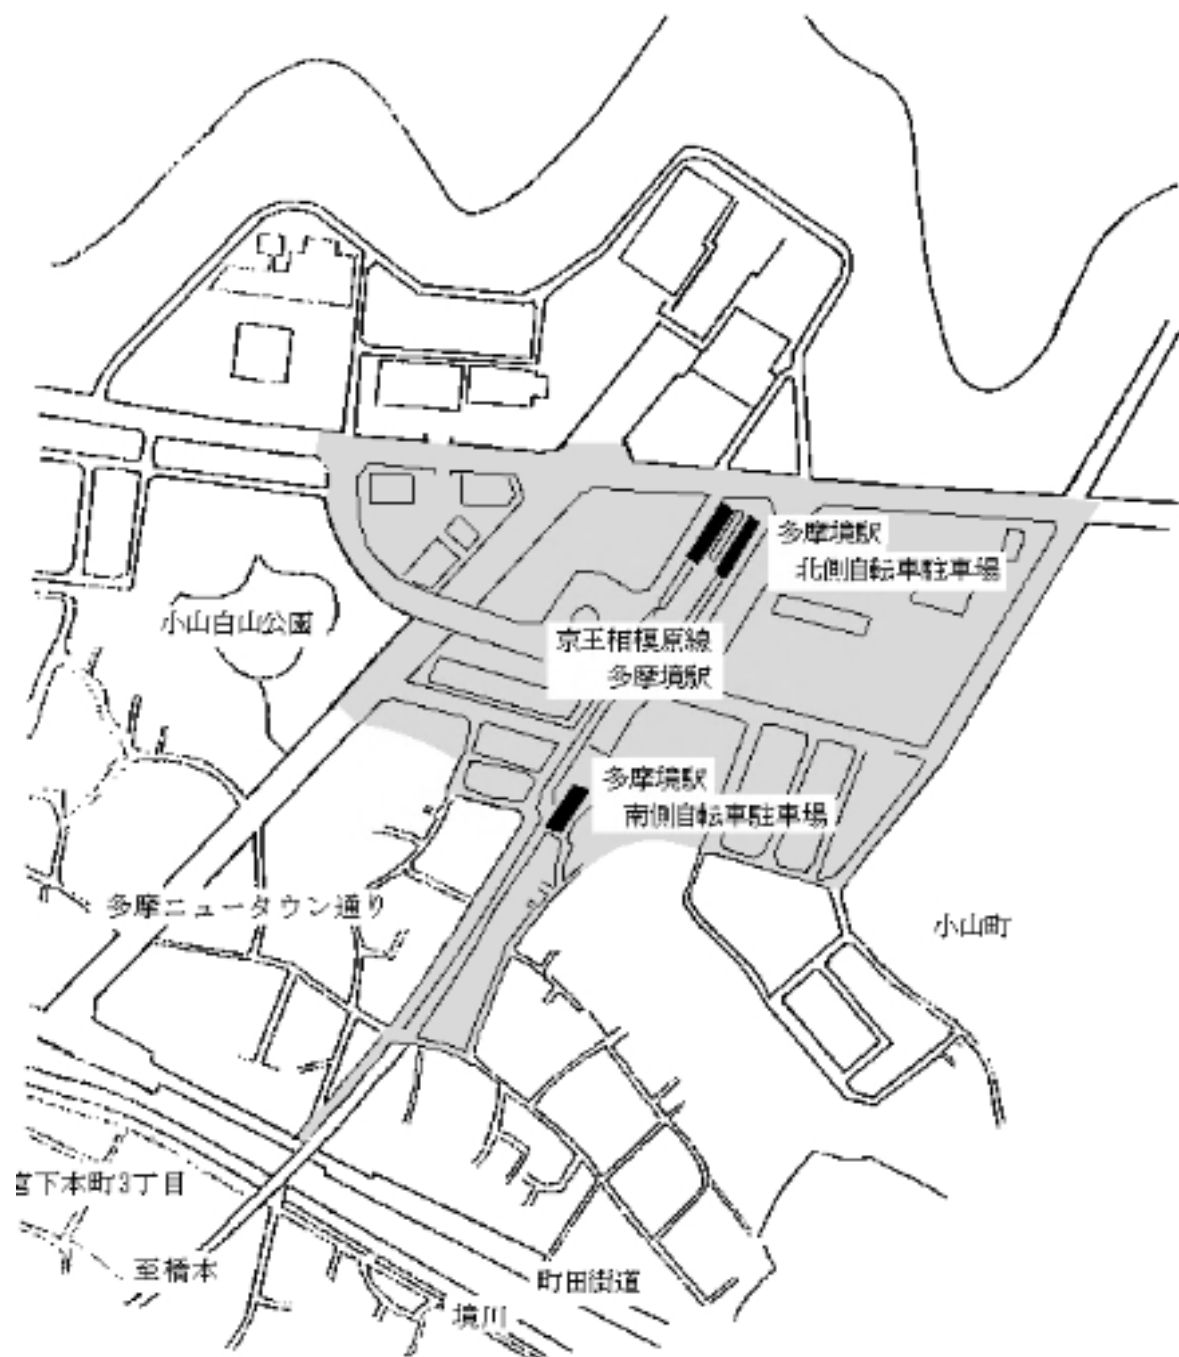 多摩境駅
北側自転車駐車場
小山白山公園
京王相模原線
多摩境駅
多摩境駅
南側自転車駐車場
多摩ニュータウン通り
小山町
宮下本町3丁目
至橋本
町田街道
境川